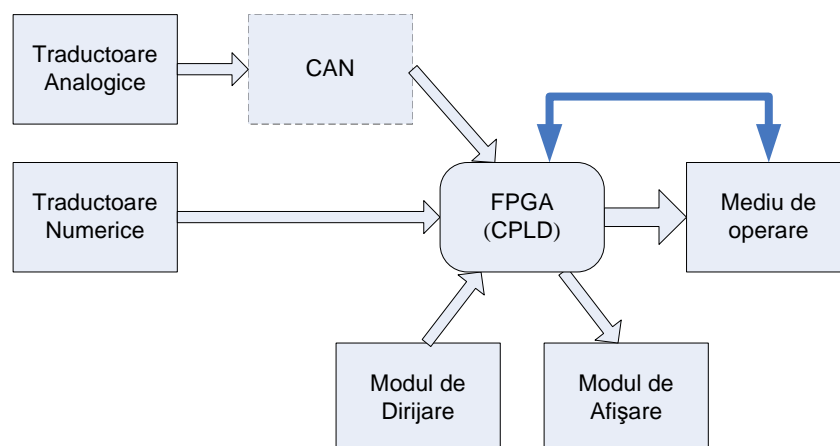 Traductoare
Analogice
CAN
Traductoare
Numerice
FPGA
(CPLD)
Mediu de
operare
Modul de
Dirijare
Modul de
Afişare